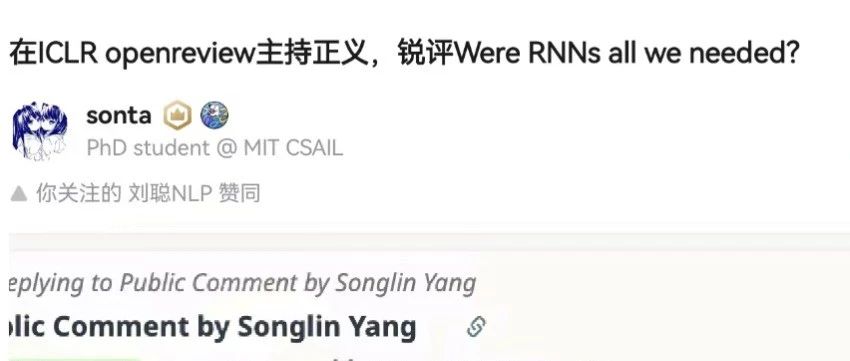 在ICLR openreview主持正义，锐评Were RNNs all we needed?
sonta
PhD student @ MIT CSAIL
你关注的 刘聪NLP 赞同
eplying to Public Comment by Songlin Yang
blic Comment by Songlin Yang